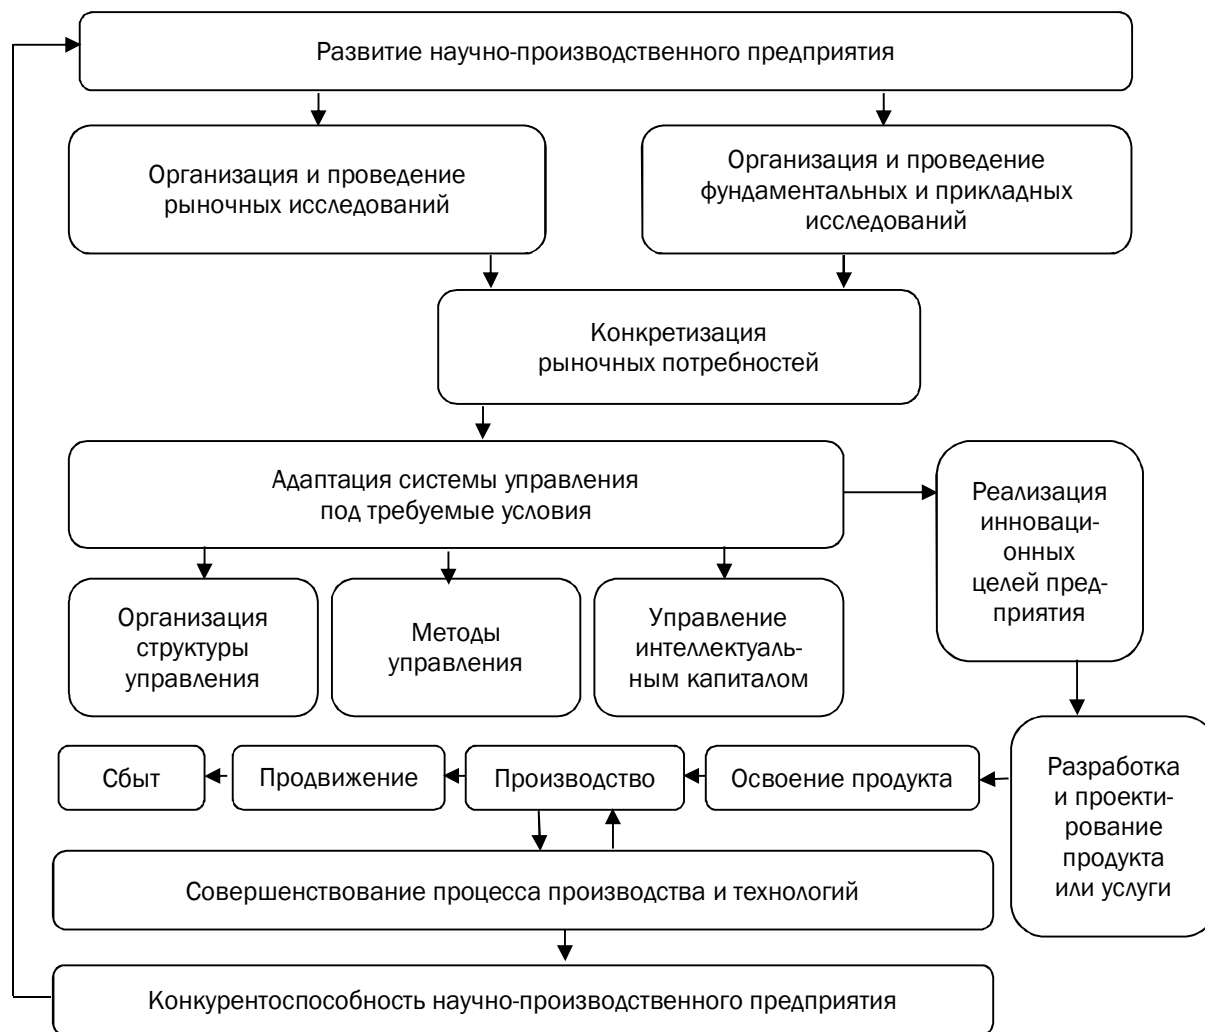 Развитие научно-производственного предприятия
Организация и проведение
рыночных исследований
Организация и проведение
фундаментальных и прикладных
исследований
Конкретизация
рыночных потребностей
Адаптация системы управления
под требуемые условия
Реализация
инноваци-
онных
целей пред-
приятия
Организация
структуры
управления
Методы
управления
Управление
интеллектуаль-
ным капиталом
Сбыт
Продвижение
Производство
Освоение продукта
Разработка
и проекти-
рование
продукта
или услуги
Совершенствование процесса производства и технологий
Конкурентоспособность научно-производственного предприятия